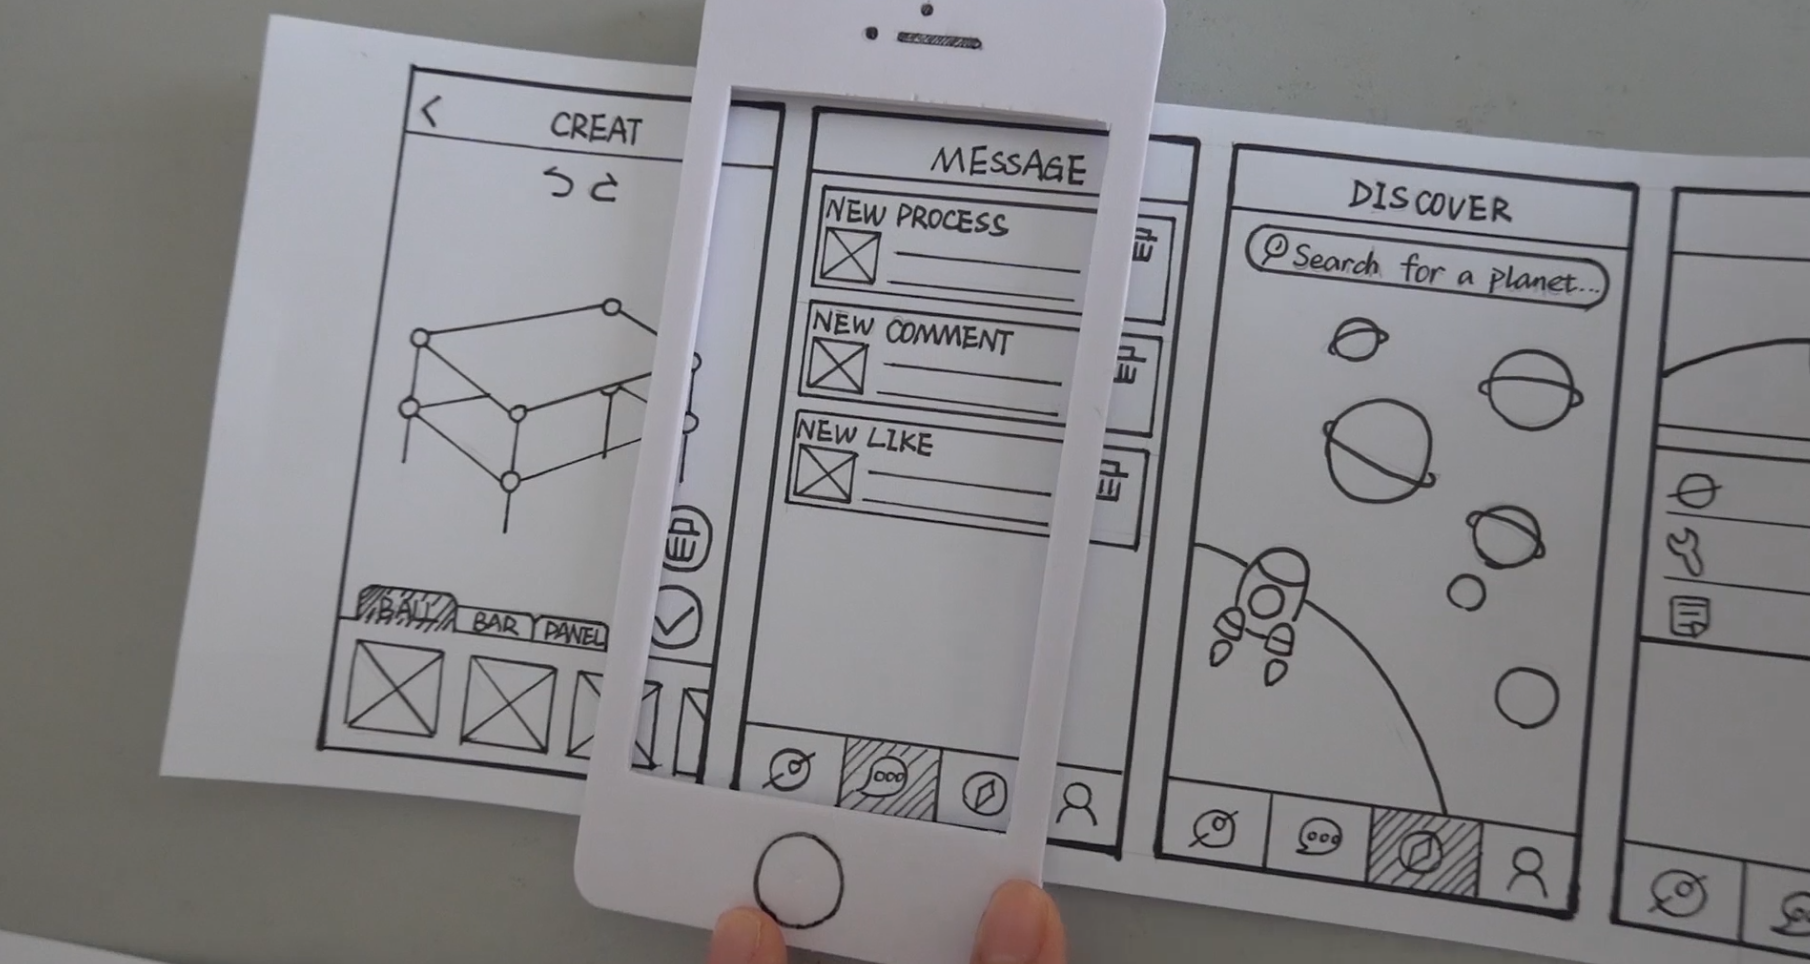 CREAT
BALL
BAR
PANEL
MESSAGE
NEW PROCESS
NEW COMMENT
NEW LIKE
DISCOVER
Search for a planet...